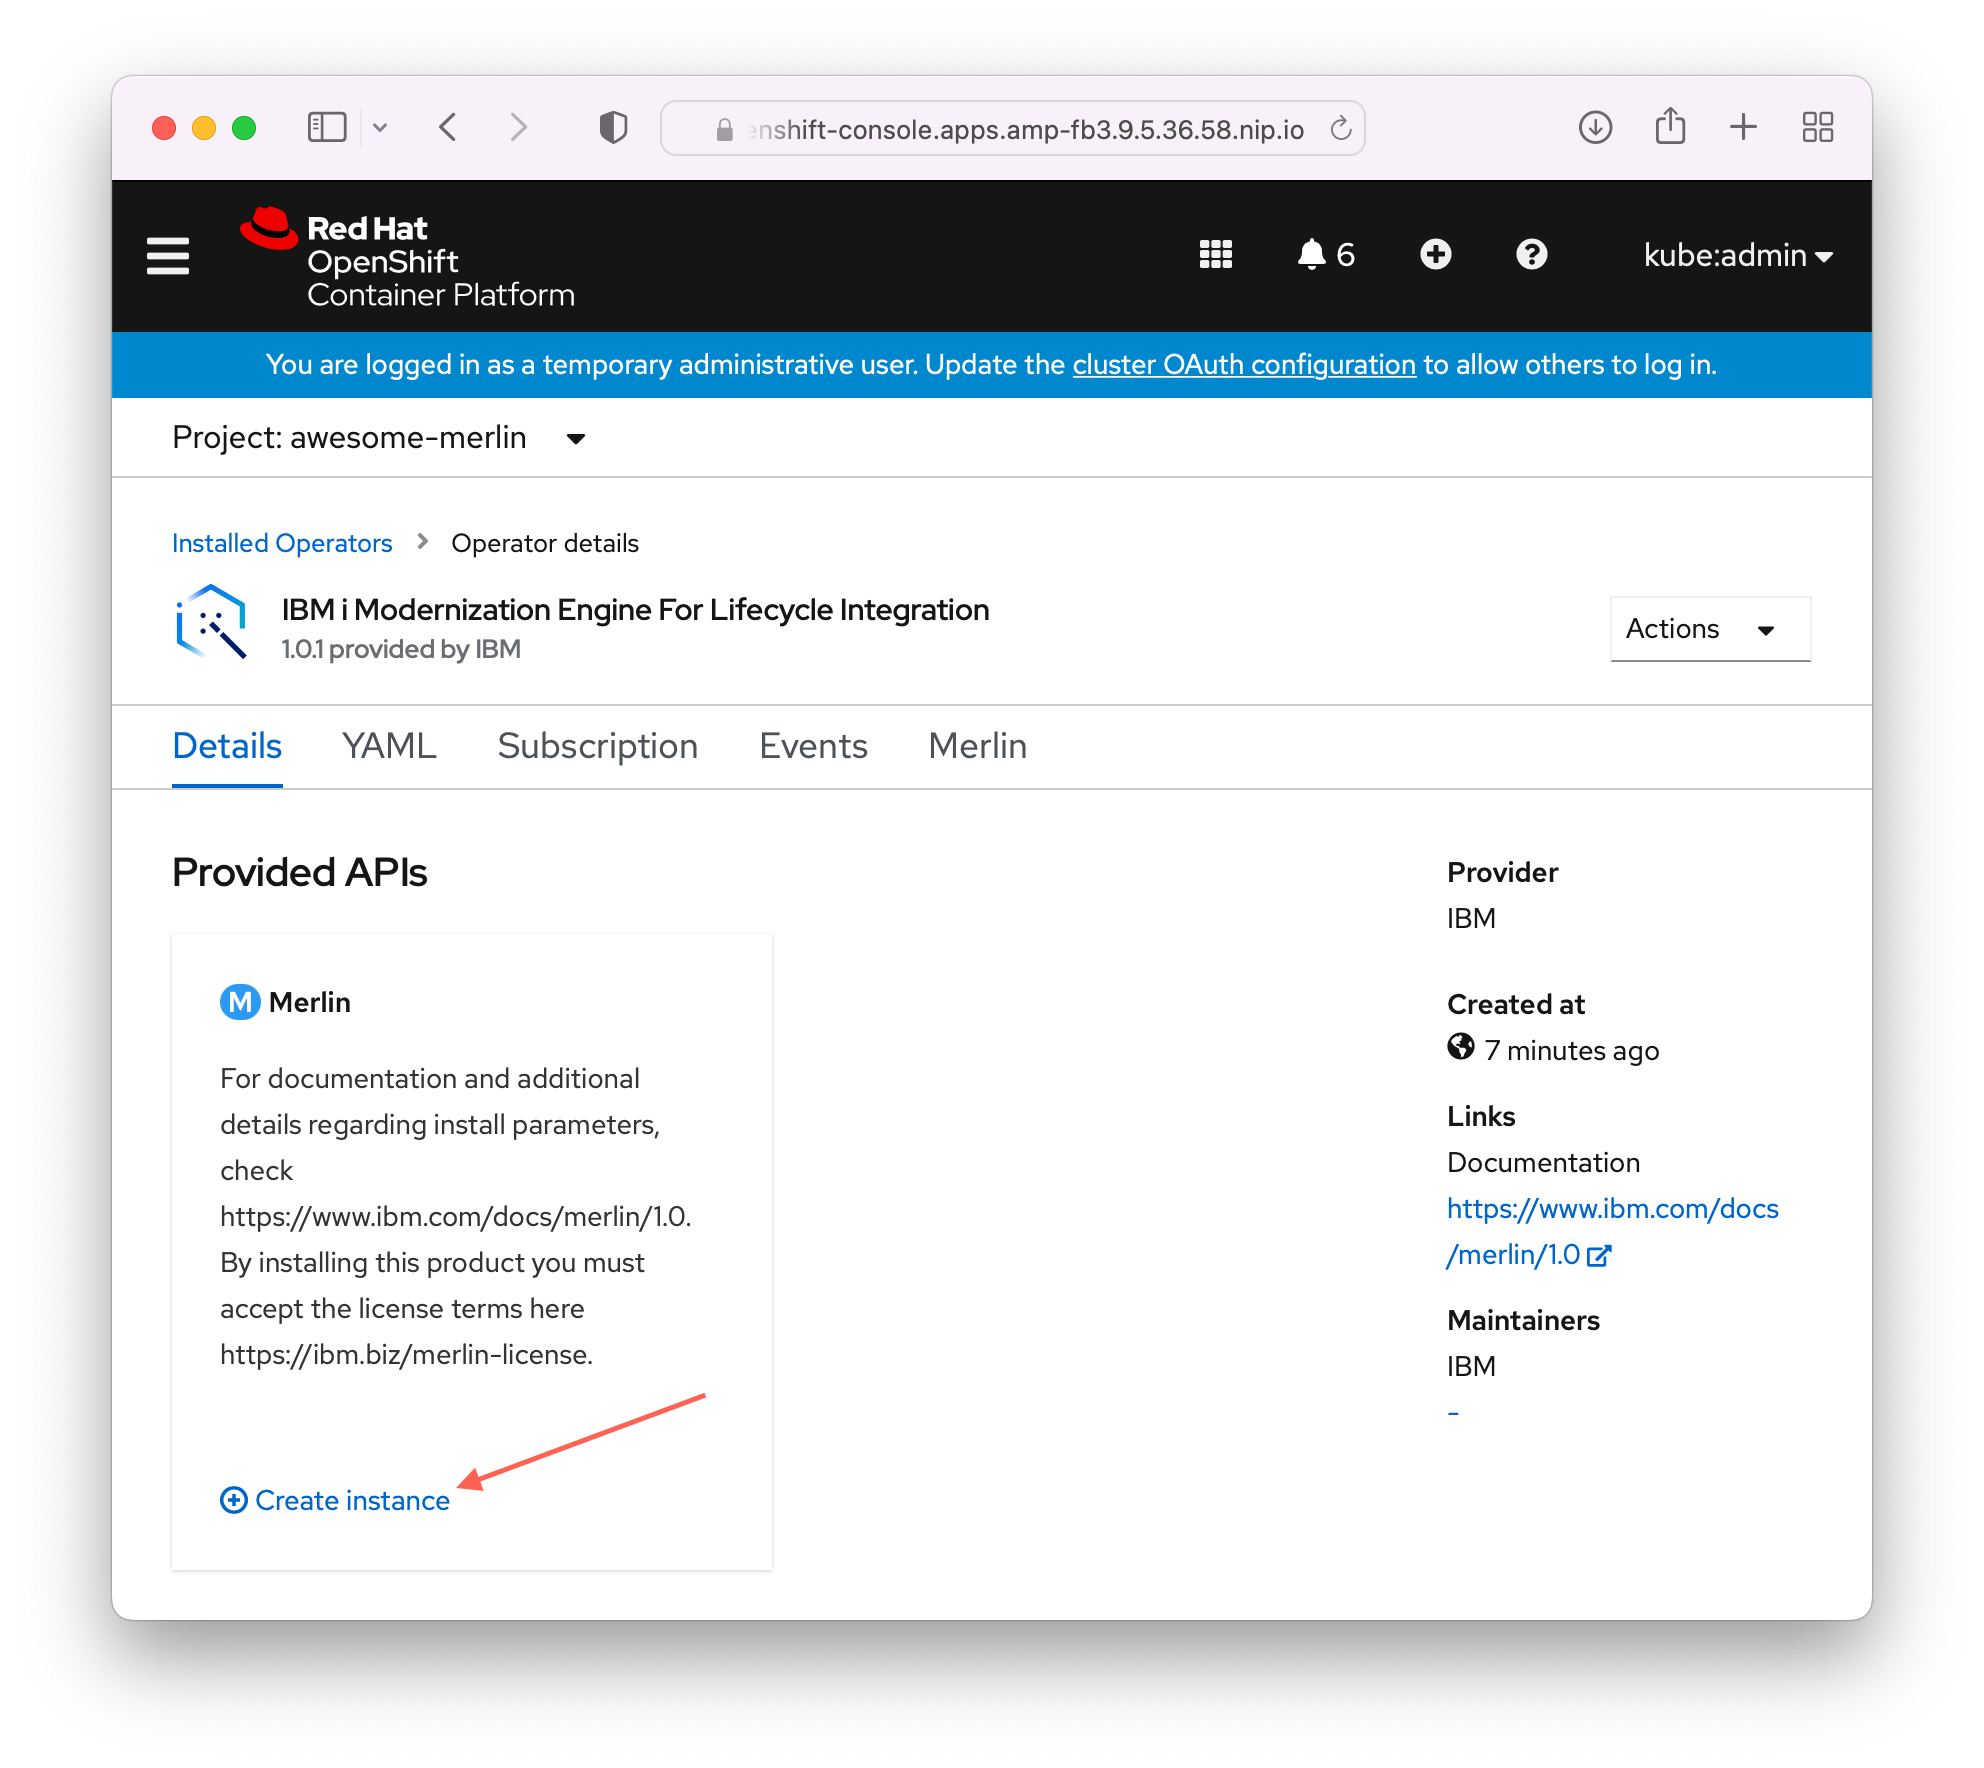 enshift-console.apps.amp-fb3.9.5.36.58.nip.io
Red Hat
OpenShift
Container Platform
6
kube:admin
You are logged in as a temporary administrative user. Update the cluster OAuth configuration to allow others to log in.
Project: awesome-merlin
Installed Operators > Operator details
IBM i Modernization Engine For Lifecycle Integration
1.0.1 provided by IBM
Actions
Details YAML Subscription Events Merlin
Provided APIs
M Merlin
For documentation and additional
details regarding install parameters,
check
https://www.ibm.com/docs/merlin/1.0.
By installing this product you must
accept the license terms here
https://ibm.biz/merlin-license.
Create instance
Provider
IBM
Created at
7 minutes ago
Links
Documentation
https://www.ibm.com/docs
/merlin/1.0
Maintainers
IBM
-